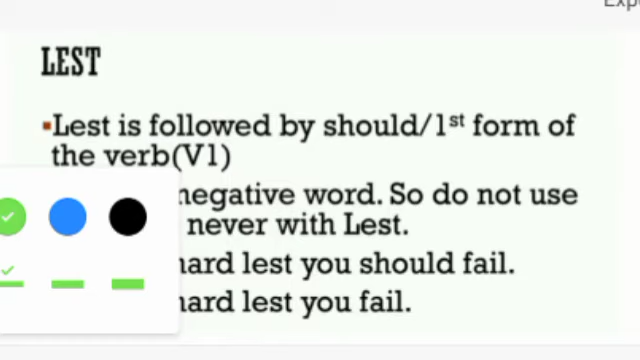 Exp
LEST
▪Lest is followed by should/1st form of
the verb(V1)
negative word. So do not use
never with Lest.
hard lest you should fail.
hard lest you fail.